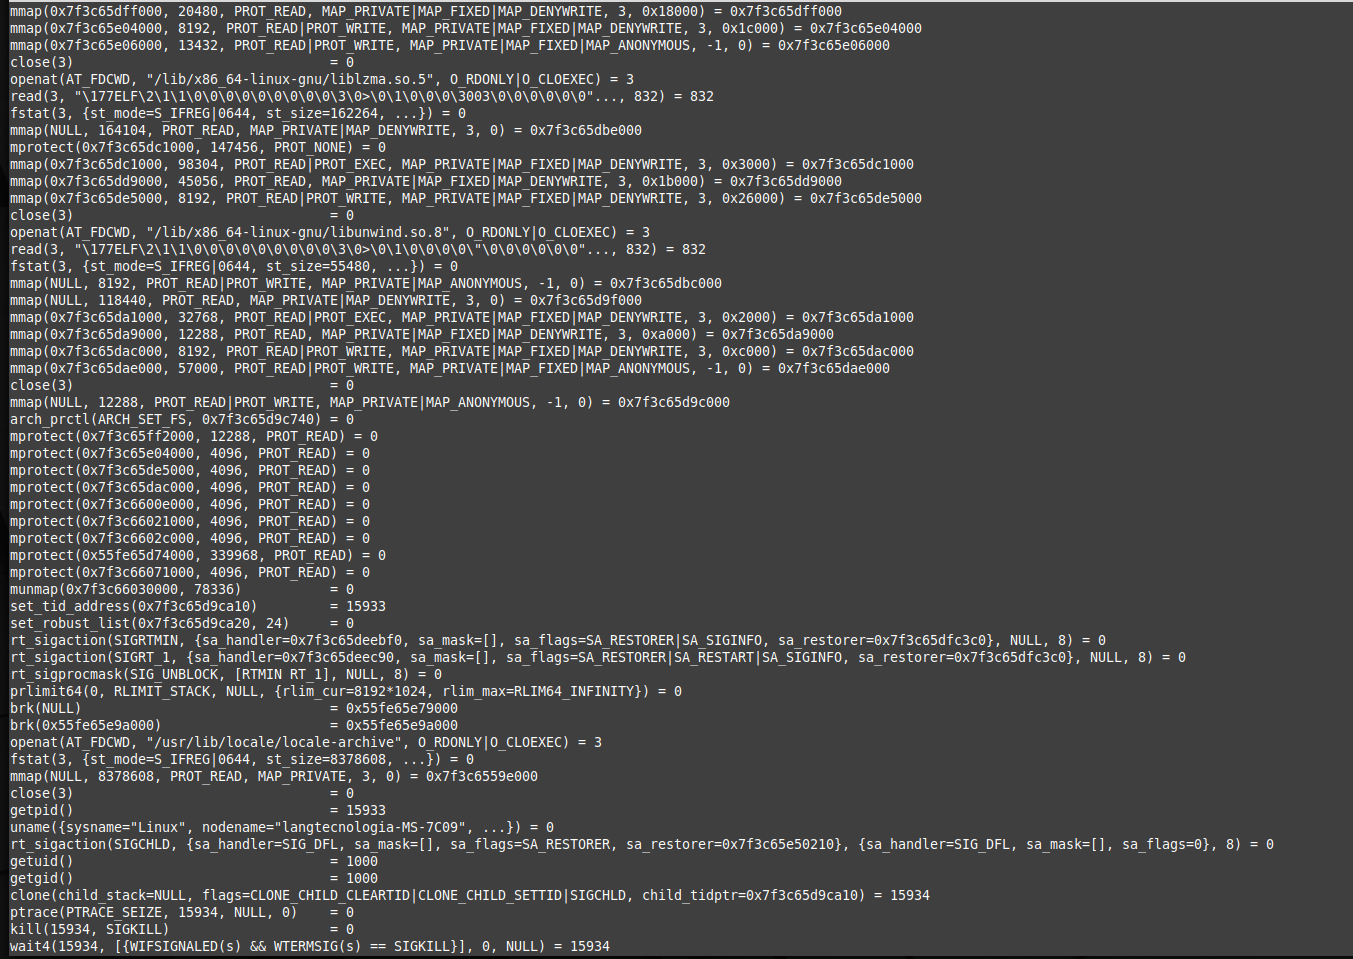 mmap(0x7f3c65dff000, 20480, PROT_READ, MAP_PRIVATE|MAP_FIXED|MAP_DENYWRITE, 3, 0x18000) = 0x7f3c65dff000
mmap(0x7f3c65e04000, 8192, PROT_READ|PROT_WRITE, MAP_PRIVATE|MAP_FIXED|MAP_DENYWRITE, 3, 0x1c000) = 0x7f3c65e04000
mmap(0x7f3c65e06000, 13432, PROT_READ|PROT_WRITE, MAP_PRIVATE|MAP_FIXED|MAP_ANONYMOUS, -1, 0) = 0x7f3c65e06000
close(3)                                = 0
openat(AT_FDCWD, "/lib/x86_64-linux-gnu/liblzma.so.5", O_RDONLY|O_CLOEXEC) = 3
read(3, "\177ELF\2\1\1\0\0\0\0\0\0\0\0\0\3\0>\0\1\0\0\0\3003\0\0\0\0\0\0"..., 832) = 832
fstat(3, {st_mode=S_IFREG|0644, st_size=162264, ...}) = 0
mmap(NULL, 164104, PROT_READ, MAP_PRIVATE|MAP_DENYWRITE, 3, 0) = 0x7f3c65dbe000
mprotect(0x7f3c65dc1000, 147456, PROT_NONE) = 0
mmap(0x7f3c65dc1000, 98304, PROT_READ|PROT_EXEC, MAP_PRIVATE|MAP_FIXED|MAP_DENYWRITE, 3, 0x3000) = 0x7f3c65dc1000
mmap(0x7f3c65dd9000, 45056, PROT_READ, MAP_PRIVATE|MAP_FIXED|MAP_DENYWRITE, 3, 0x1b000) = 0x7f3c65dd9000
mmap(0x7f3c65de5000, 8192, PROT_READ|PROT_WRITE, MAP_PRIVATE|MAP_FIXED|MAP_DENYWRITE, 3, 0x26000) = 0x7f3c65de5000
close(3)                                = 0
openat(AT_FDCWD, "/lib/x86_64-linux-gnu/libunwind.so.8", O_RDONLY|O_CLOEXEC) = 3
read(3, "\177ELF\2\1\1\0\0\0\0\0\0\0\0\0\3\0>\0\1\0\0\0\0\"\0\0\0\0\0\0"..., 832) = 832
fstat(3, {st_mode=S_IFREG|0644, st_size=55480, ...}) = 0
mmap(NULL, 8192, PROT_READ|PROT_WRITE, MAP_PRIVATE|MAP_ANONYMOUS, -1, 0) = 0x7f3c65dbc000
mmap(NULL, 118440, PROT_READ, MAP_PRIVATE|MAP_DENYWRITE, 3, 0) = 0x7f3c65d9f000
mmap(0x7f3c65da1000, 32768, PROT_READ|PROT_EXEC, MAP_PRIVATE|MAP_FIXED|MAP_DENYWRITE, 3, 0x2000) = 0x7f3c65da1000
mmap(0x7f3c65da9000, 12288, PROT_READ, MAP_PRIVATE|MAP_FIXED|MAP_DENYWRITE, 3, 0xa000) = 0x7f3c65da9000
mmap(0x7f3c65dac000, 8192, PROT_READ|PROT_WRITE, MAP_PRIVATE|MAP_FIXED|MAP_DENYWRITE, 3, 0xc000) = 0x7f3c65dac000
mmap(0x7f3c65dae000, 57000, PROT_READ|PROT_WRITE, MAP_PRIVATE|MAP_FIXED|MAP_ANONYMOUS, -1, 0) = 0x7f3c65dae000
close(3)                                = 0
mmap(NULL, 12288, PROT_READ|PROT_WRITE, MAP_PRIVATE|MAP_ANONYMOUS, -1, 0) = 0x7f3c65d9c000
arch_prctl(ARCH_SET_FS, 0x7f3c65d9c740) = 0
mprotect(0x7f3c65ff2000, 12288, PROT_READ) = 0
mprotect(0x7f3c65e04000, 4096, PROT_READ) = 0
mprotect(0x7f3c65de5000, 4096, PROT_READ) = 0
mprotect(0x7f3c65dac000, 4096, PROT_READ) = 0
mprotect(0x7f3c6600e000, 4096, PROT_READ) = 0
mprotect(0x7f3c66021000, 4096, PROT_READ) = 0
mprotect(0x7f3c6602c000, 4096, PROT_READ) = 0
mprotect(0x55fe65d74000, 339968, PROT_READ) = 0
mprotect(0x7f3c66071000, 4096, PROT_READ) = 0
munmap(0x7f3c66030000, 78336)           = 0
set_tid_address(0x7f3c65d9ca10)         = 15933
set_robust_list(0x7f3c65d9ca20, 24)     = 0
rt_sigaction(SIGRTMIN, {sa_handler=0x7f3c65deebf0, sa_mask=[], sa_flags=SA_RESTORER|SA_SIGINFO, sa_restorer=0x7f3c65dfc3c0}, NULL, 8) = 0
rt_sigaction(SIGRT_1, {sa_handler=0x7f3c65deec90, sa_mask=[], sa_flags=SA_RESTORER|SA_RESTART|SA_SIGINFO, sa_restorer=0x7f3c65dfc3c0}, NULL, 8) = 0
rt_sigprocmask(SIG_UNBLOCK, [RTMIN RT_1], NULL, 8) = 0
prlimit64(0, RLIMIT_STACK, NULL, {rlim_cur=8192*1024, rlim_max=RLIM64_INFINITY}) = 0
brk(NULL)                               = 0x55fe65e79000
brk(0x55fe65e9a000)                     = 0x55fe65e9a000
openat(AT_FDCWD, "/usr/lib/locale/locale-archive", O_RDONLY|O_CLOEXEC) = 3
fstat(3, {st_mode=S_IFREG|0644, st_size=8378608, ...}) = 0
mmap(NULL, 8378608, PROT_READ, MAP_PRIVATE, 3, 0) = 0x7f3c6559e000
close(3)                                = 0
getpid()                                = 15933
uname({sysname="Linux", nodename="langtecnologia-MS-7C09", ...}) = 0
rt_sigaction(SIGCHLD, {sa_handler=SIG_DFL, sa_mask=[], sa_flags=SA_RESTORER, sa_restorer=0x7f3c65e50210}, {sa_handler=SIG_DFL, sa_mask=[], sa_flags=0}, 8) = 0
getuid()                                = 1000
getgid()                                = 1000
clone(child_stack=NULL, flags=CLONE_CHILD_CLEARTID|CLONE_CHILD_SETTID|SIGCHLD, child_tidptr=0x7f3c65d9ca10) = 15934
ptrace(PTRACE_SEIZE, 15934, NULL, 0)    = 0
kill(15934, SIGKILL)                    = 0
wait4(15934, [{WIFSIGNALED(s) && WTERMSIG(s) == SIGKILL}], 0, NULL) = 15934